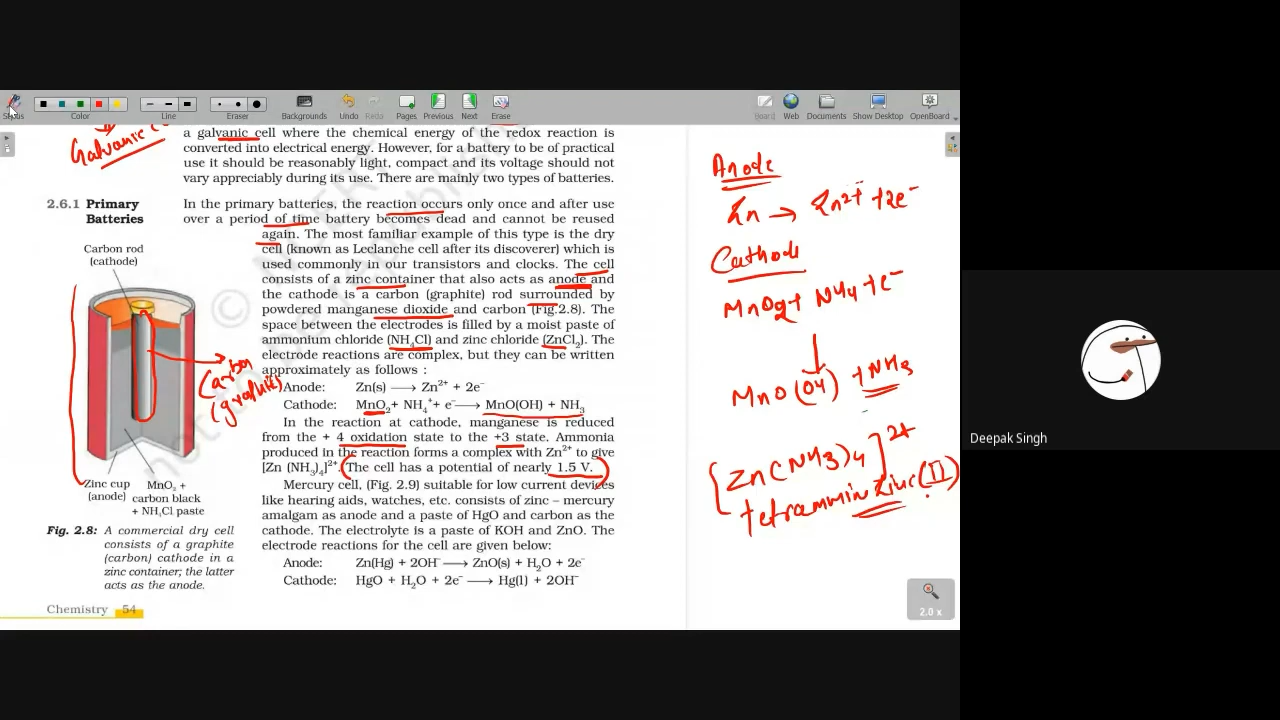 Stylus
Color
Line
Eraser
Backgrounds
Undo
Redo
Pages
Previous
Next
Erase
Board
Web
Documents
Show Desktop
OpenBoard
Galvanic
a galvanic cell where the chemical energy of the redox reaction is
converted into electrical energy. However, for a battery to be of practical
use it should be reasonably light, compact and its voltage should not
vary appreciably during its use. There are mainly two types of batteries.
2.6.1 Primary
Batteries
In the primary batteries, the reaction occurs only once and after use
over a period of time battery becomes dead and cannot be reused
again. The most familiar example of this type is the dry
cell (known as Leclanche cell after its discoverer) which is
used commonly in our transistors and clocks. The cell
consists of a zinc container that also acts as anode and
the cathode is a carbon (graphite) rod surrounded by
powdered manganese dioxide and carbon (Fig.2.8). The
space between the electrodes is filled by a moist paste of
ammonium chloride (NH₄Cl) and zinc chloride (ZnCl₂). The
electrode reactions are complex, but they can be written
approximately as follows :
Anode: Zn(s) ⟶ Zn²⁺ + 2e⁻
Cathode: MnO₂+ NH₄⁺+ e⁻⟶ MnO(OH) + NH₃
In the reaction at cathode, manganese is reduced
from the + 4 oxidation state to the +3 state. Ammonia
produced in the reaction forms a complex with Zn²⁺ to give
[Zn (NH₃)₄]²⁺. The cell has a potential of nearly 1.5 V.
Mercury cell, (Fig. 2.9) suitable for low current devices
like hearing aids, watches, etc. consists of zinc – mercury
amalgam as anode and a paste of HgO and carbon as the
cathode. The electrolyte is a paste of KOH and ZnO. The
electrode reactions for the cell are given below:
Anode: Zn(Hg) + 2OH⁻ ⟶ ZnO(s) + H₂O + 2e⁻
Cathode: HgO + H₂O + 2e⁻ ⟶ Hg(l) + 2OH⁻
Carbon rod
(cathode)
Carbon
(graphite)
Zinc cup
(anode)
MnO₂ +
carbon black
+ NH₄Cl paste
Fig. 2.8: A commercial dry cell
consists of a graphite
(carbon) cathode in a
zinc container; the latter
acts as the anode.
Chemistry 54
Anode
Zn → Zn²⁺ + 2e⁻
Cathode
MnO₂ + NH₄ + e⁻
↓
MnO(OH) + NH₃
[Zn(NH₃)₄]²⁺
tetrammin Zinc (II)
2.0 x
Deepak Singh